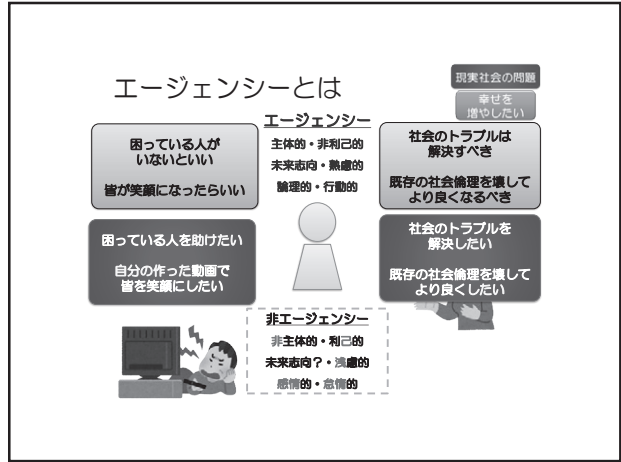 エージェンシーとは
現実社会の問題
幸せを
増やしたい
エージェンシー
主体的・非利己的
未来志向・熟慮的
論理的・行動的
困っている人が
いないといい
皆が笑顔になったらいい
社会のトラブルは
解決すべき
既存の社会倫理を壊して
より良くなるべき
困っている人を助けたい
自分の作った動画で
皆を笑顔にしたい
社会のトラブルを
解決したい
既存の社会倫理を壊して
より良くしたい
非エージェンシー
非主体的・利己的
未来志向?・浅慮的
感情的・怠惰的